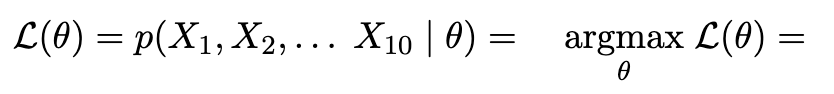 ℒ(θ) = p(X₁, X₂, … X₁₀ | θ) = argmax ℒ(θ) =
θ